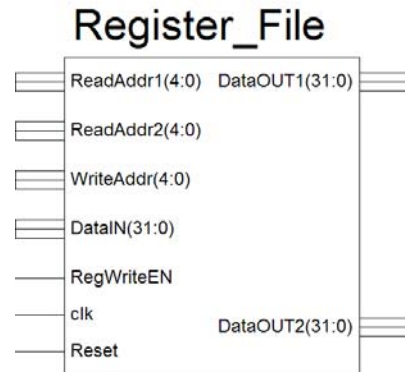 Register_File
ReadAddr1(4:0) DataOUT1(31:0)
ReadAddr2(4:0)
WriteAddr(4:0)
DataIN(31:0)
RegWriteEN
clk
DataOUT2(31:0)
Reset